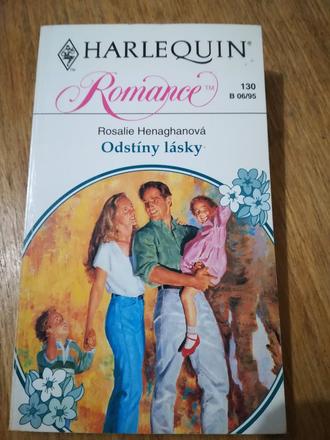 HARLEQUIN®
Romance™
130
B 06/95
Rosalie Henaghanová
Odstíny lásky